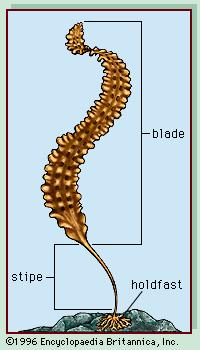 blade
stipe
holdfast
©1996 Encyclopaedia Britannica, Inc.